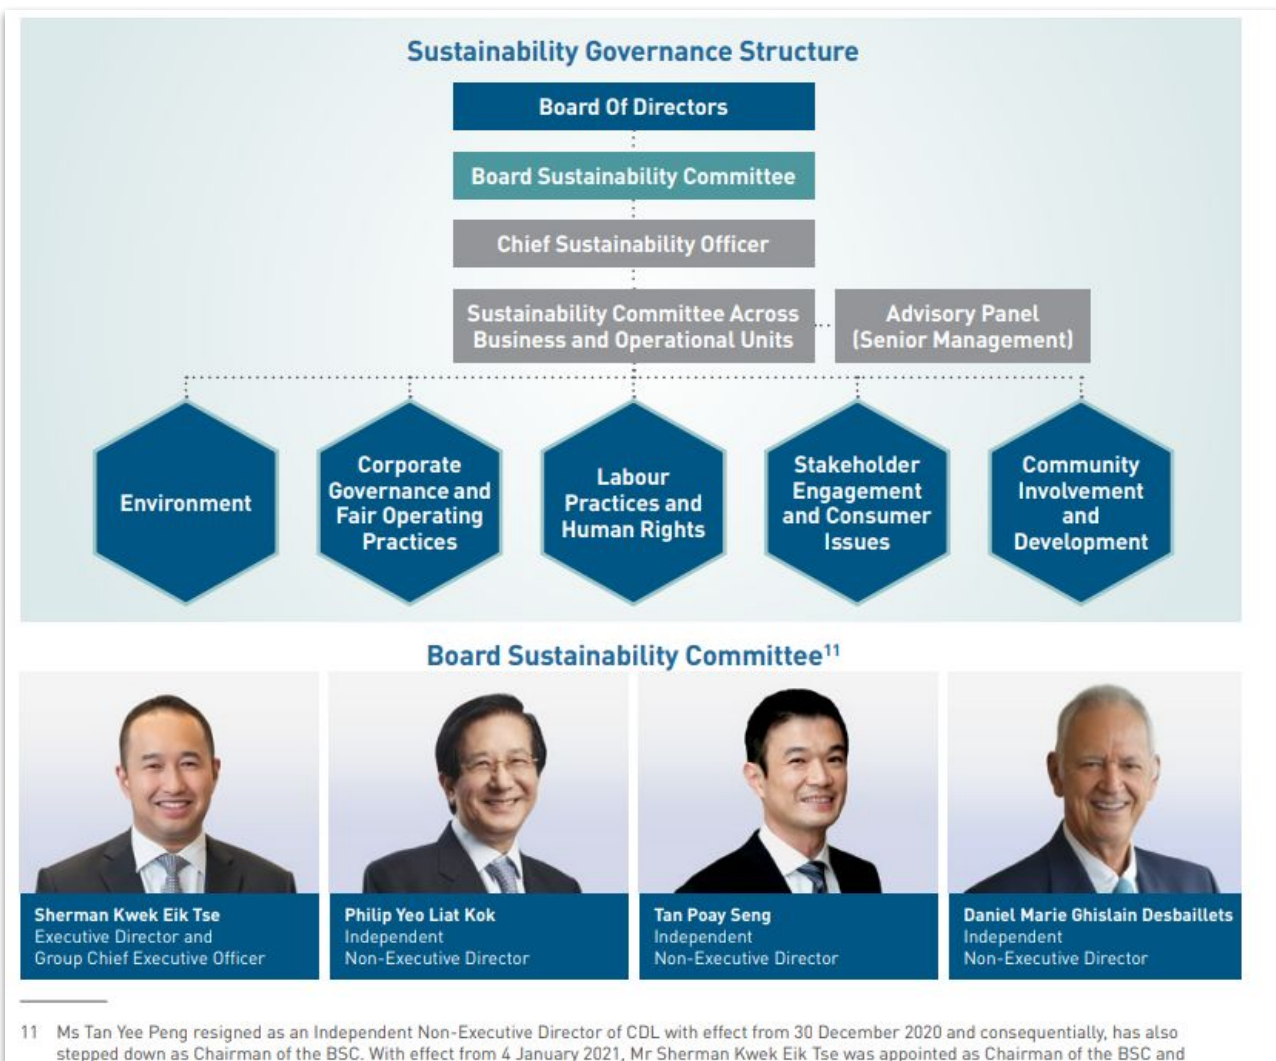 Sustainability Governance Structure
Board Of Directors
Board Sustainability Committee
Chief Sustainability Officer
Sustainability Committee Across
Business and Operational Units
Advisory Panel
(Senior Management)
Environment
Corporate
Governance and
Fair Operating
Practices
Labour
Practices and
Human Rights
Stakeholder
Engagement
and Consumer
Issues
Community
Involvement
and
Development
Board Sustainability Committee11
Sherman Kwek Eik Tse
Executive Director and
Group Chief Executive Officer
Philip Yeo Liat Kok
Independent
Non-Executive Director
Tan Poay Seng
Independent
Non-Executive Director
Daniel Marie Ghislain Desbaillets
Independent
Non-Executive Director
11 Ms Tan Yee Peng resigned as an Independent Non-Executive Director of CDL with effect from 30 December 2020 and consequentially, has also
stepped down as Chairman of the BSC. With effect from 4 January 2021, Mr Sherman Kwek Eik Tse was appointed as Chairman of the BSC and